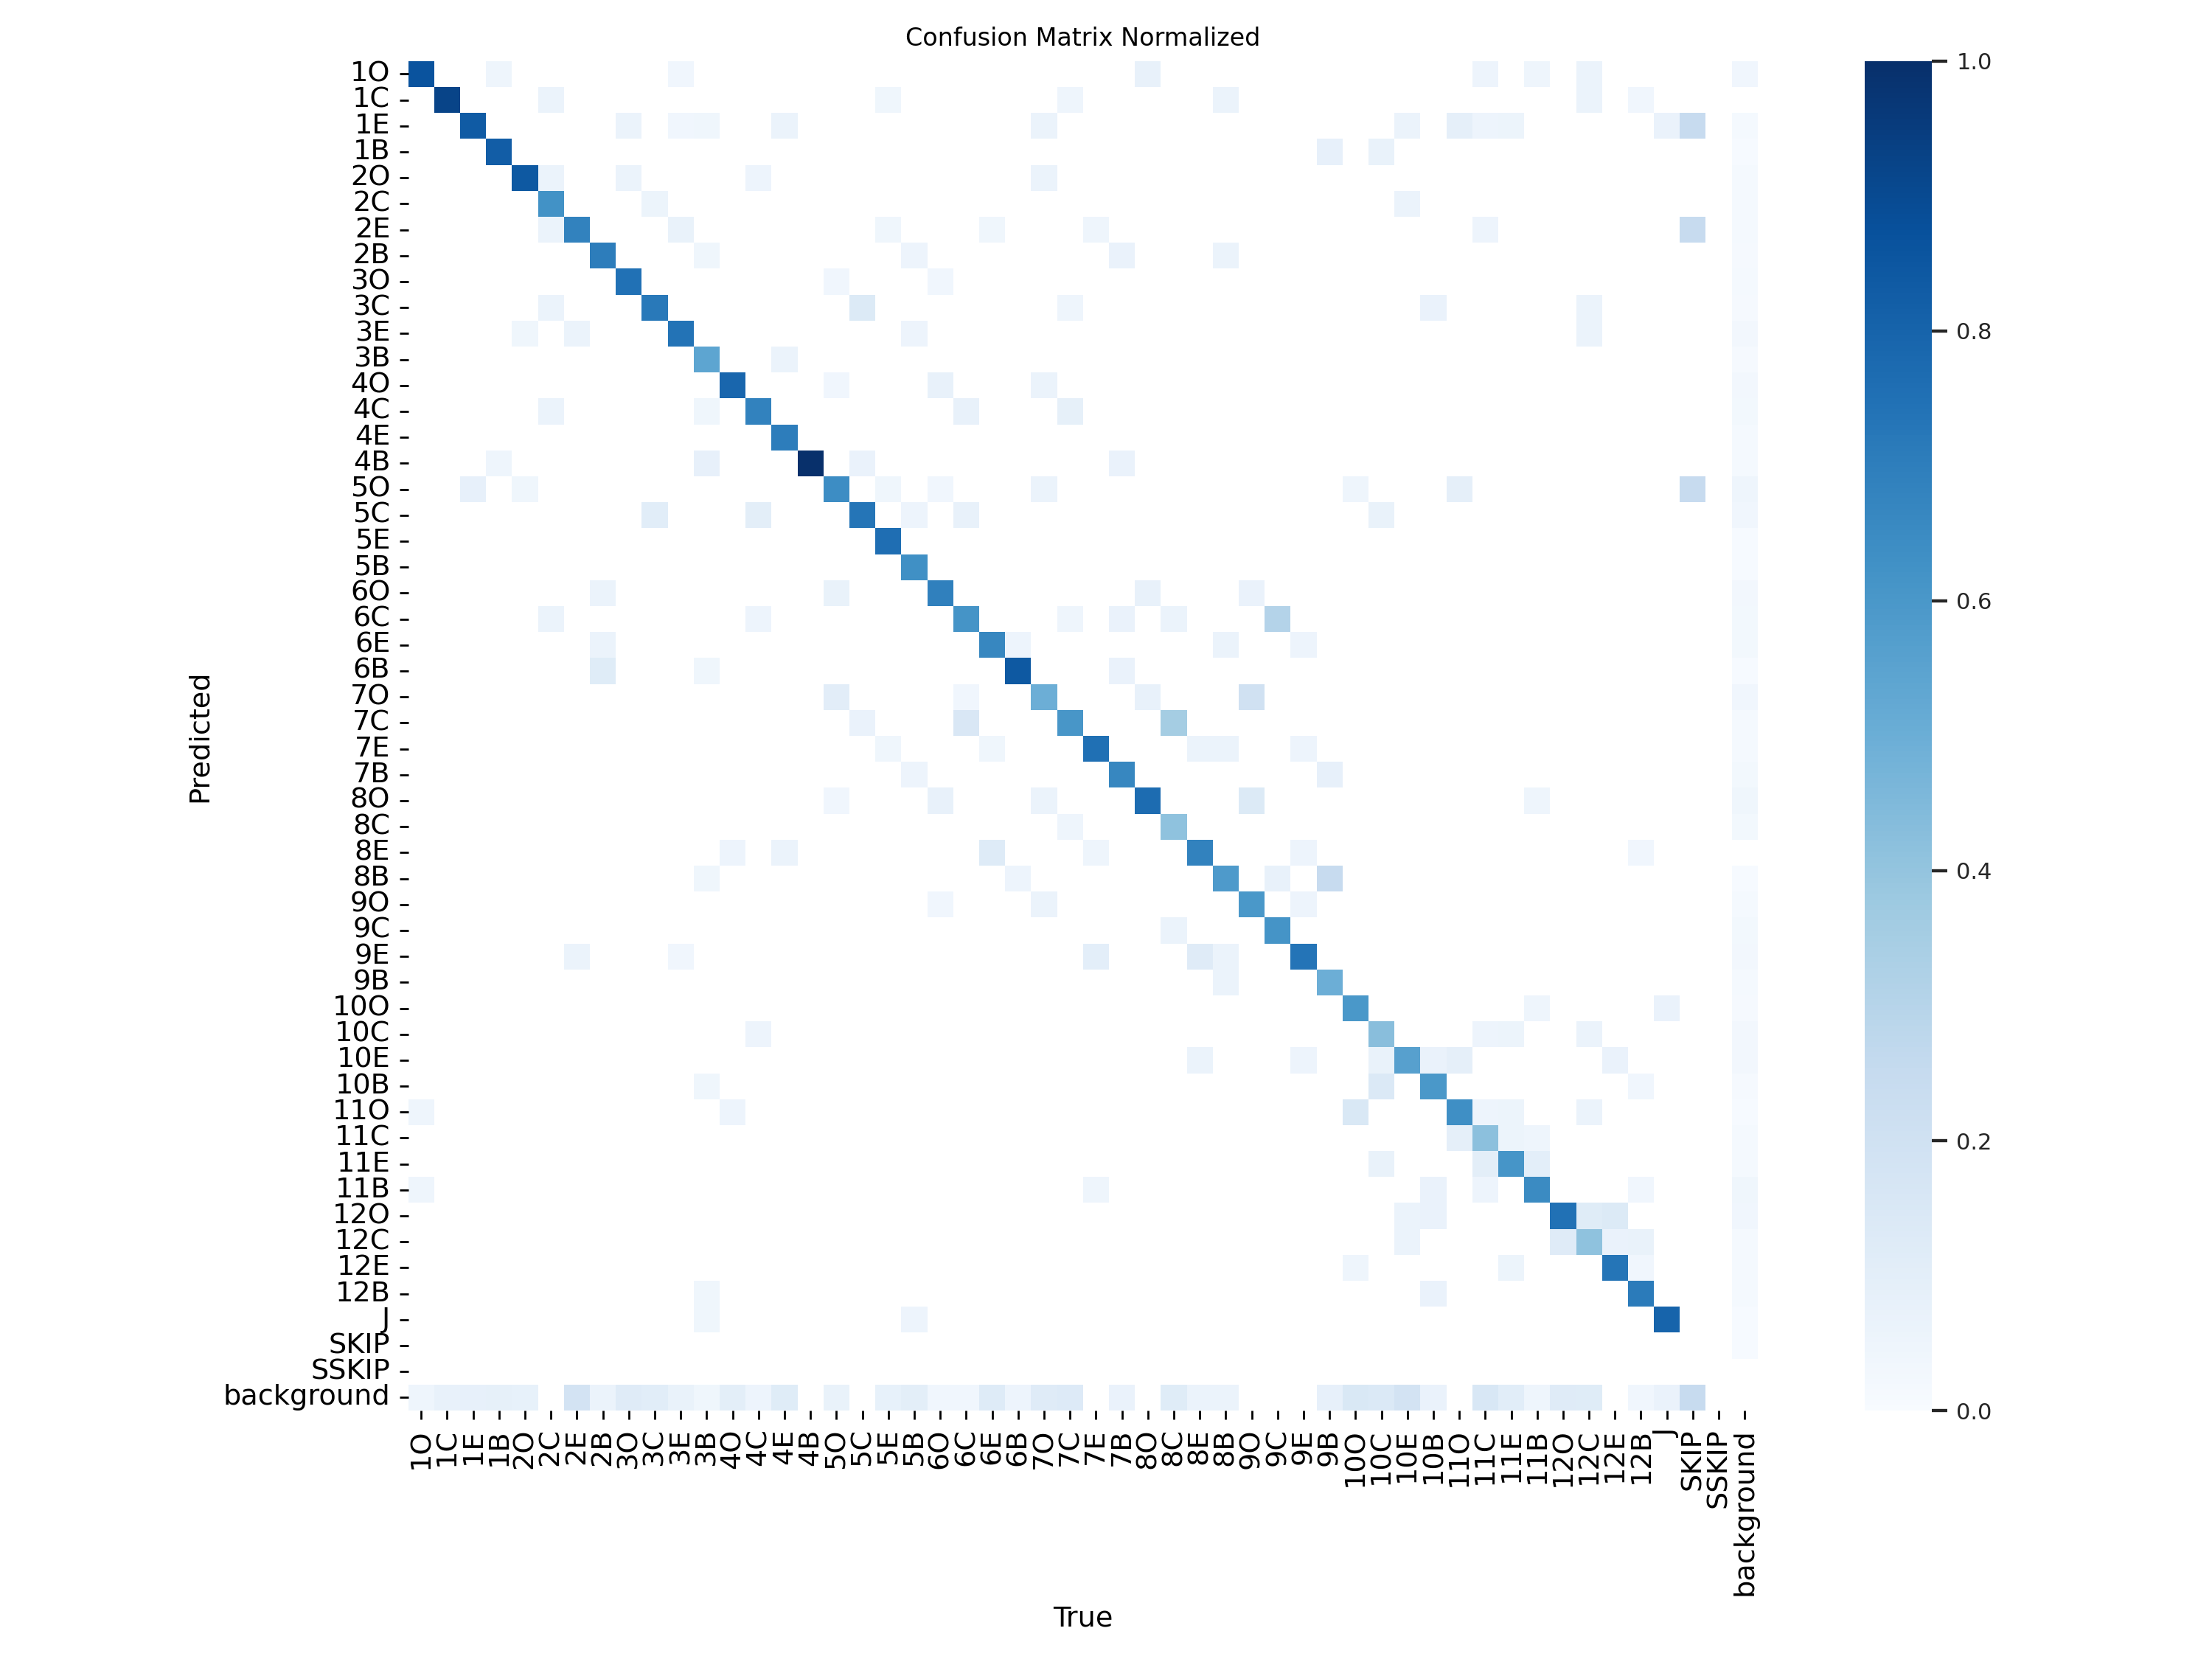 Confusion Matrix Normalized
1O
1C
1E
1B
2O
2C
2E
2B
3O
3C
3E
3B
4O
4C
4E
4B
5O
5C
5E
5B
6O
6C
6E
6B
7O
7C
7E
7B
8O
8C
8E
8B
9O
9C
9E
9B
10O
10C
10E
10B
11O
11C
11E
11B
12O
12C
12E
12B
J
SKIP
SSKIP
background
Predicted
1O 1C 1E 1B 2O 2C 2E 2B 3O 3C 3E 3B 4O 4C 4E 4B 5O 5C 5E 5B 6O 6C 6E 6B 7O 7C 7E 7B 8O 8C 8E 8B 9O 9C 9E 9B 10O 10C 10E 10B 11O 11C 11E 11B 12O 12C 12E 12B J SKIP SSKIP background
True
1.0
0.8
0.6
0.4
0.2
0.0